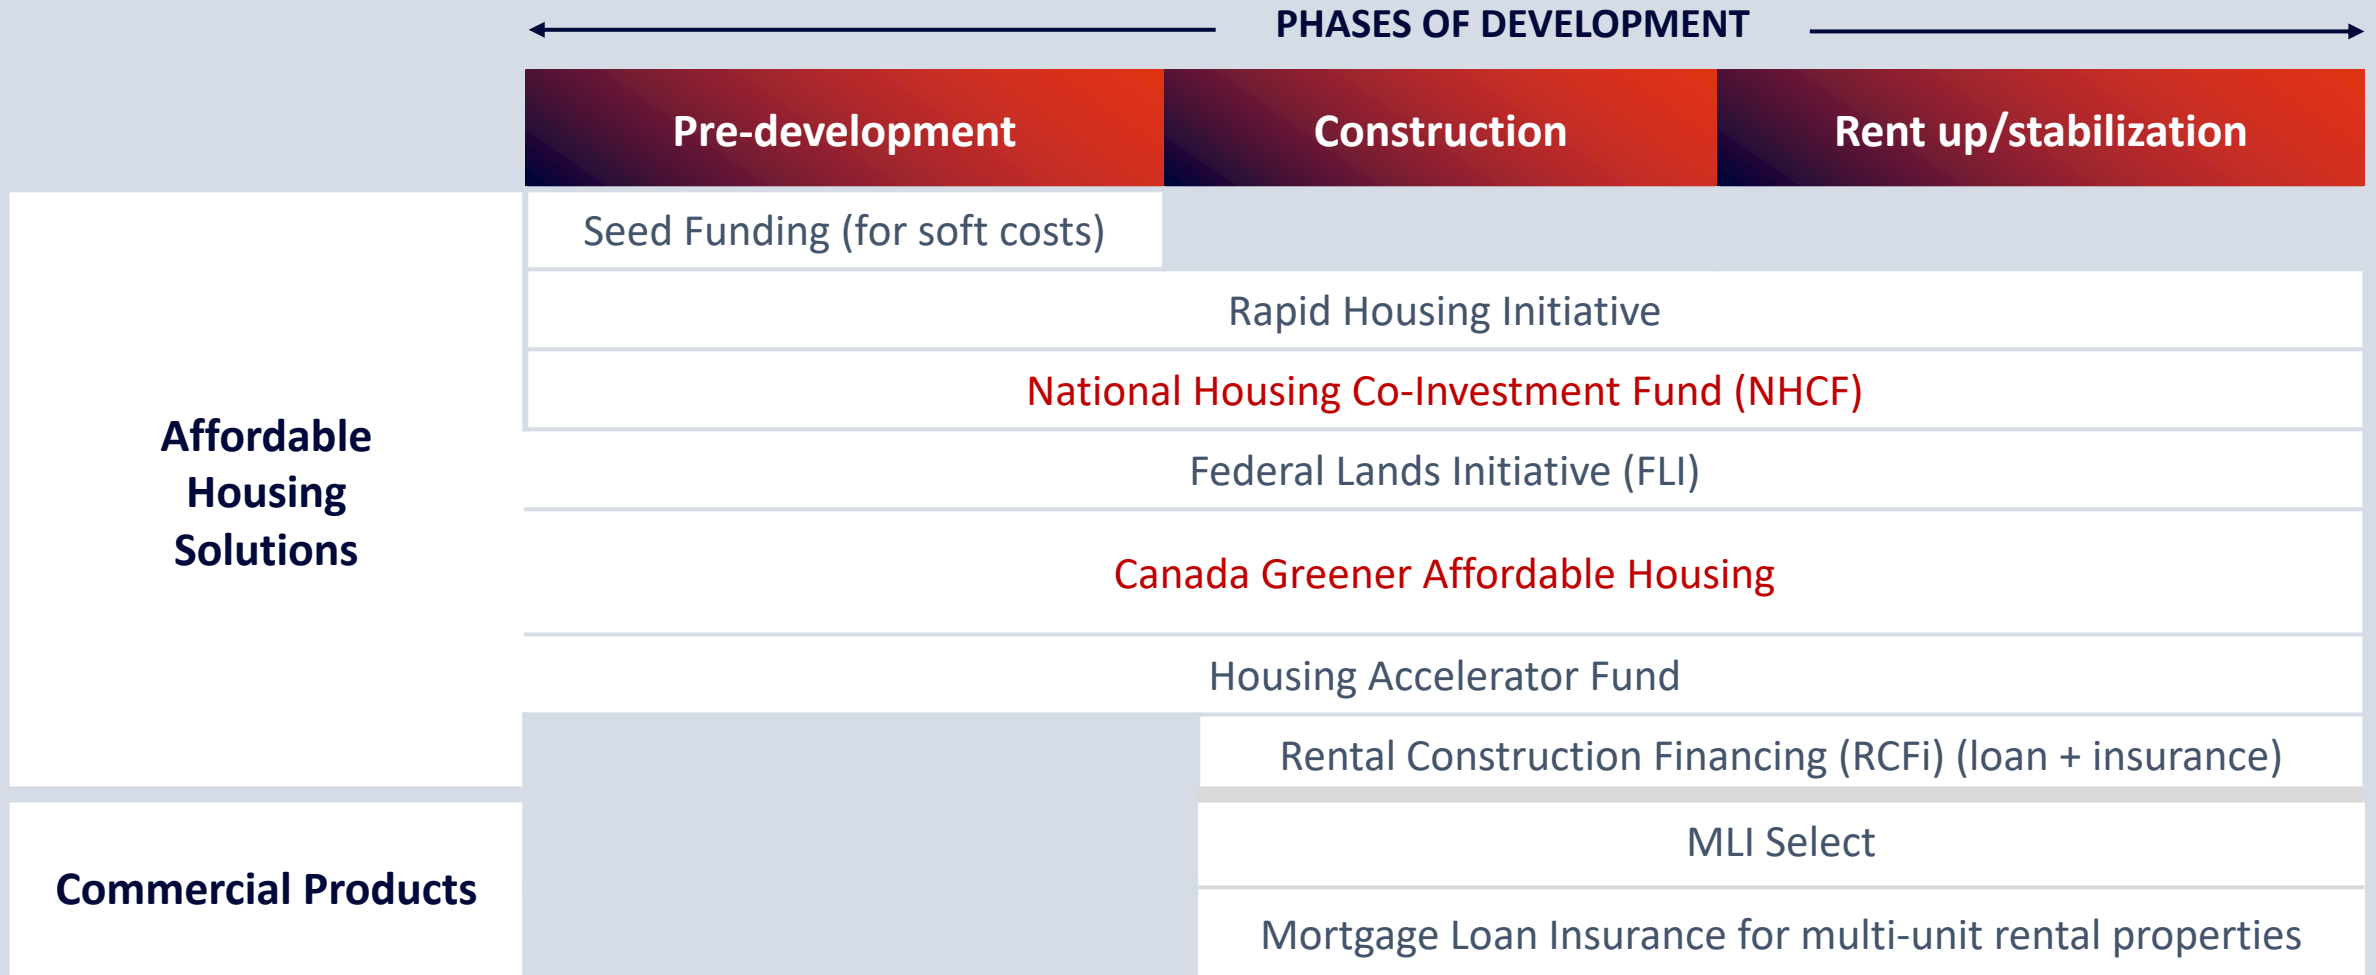 PHASES OF DEVELOPMENT
Pre-development
Construction
Rent up/stabilization
Affordable
Housing
Solutions
Seed Funding (for soft costs)
Rapid Housing Initiative
National Housing Co-Investment Fund (NHCF)
Federal Lands Initiative (FLI)
Canada Greener Affordable Housing
Housing Accelerator Fund
Rental Construction Financing (RCFi) (loan + insurance)
Commercial Products
MLI Select
Mortgage Loan Insurance for multi-unit rental properties